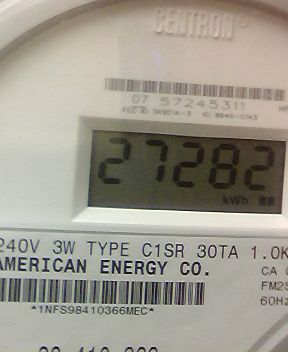 CENTRON®
07 57245311
27282
kWh
240V 3W TYPE C1SR 30TA 1.0K
AMERICAN ENERGY CO. CA
FM2S
*1NFS98410366MEC* 60Hz